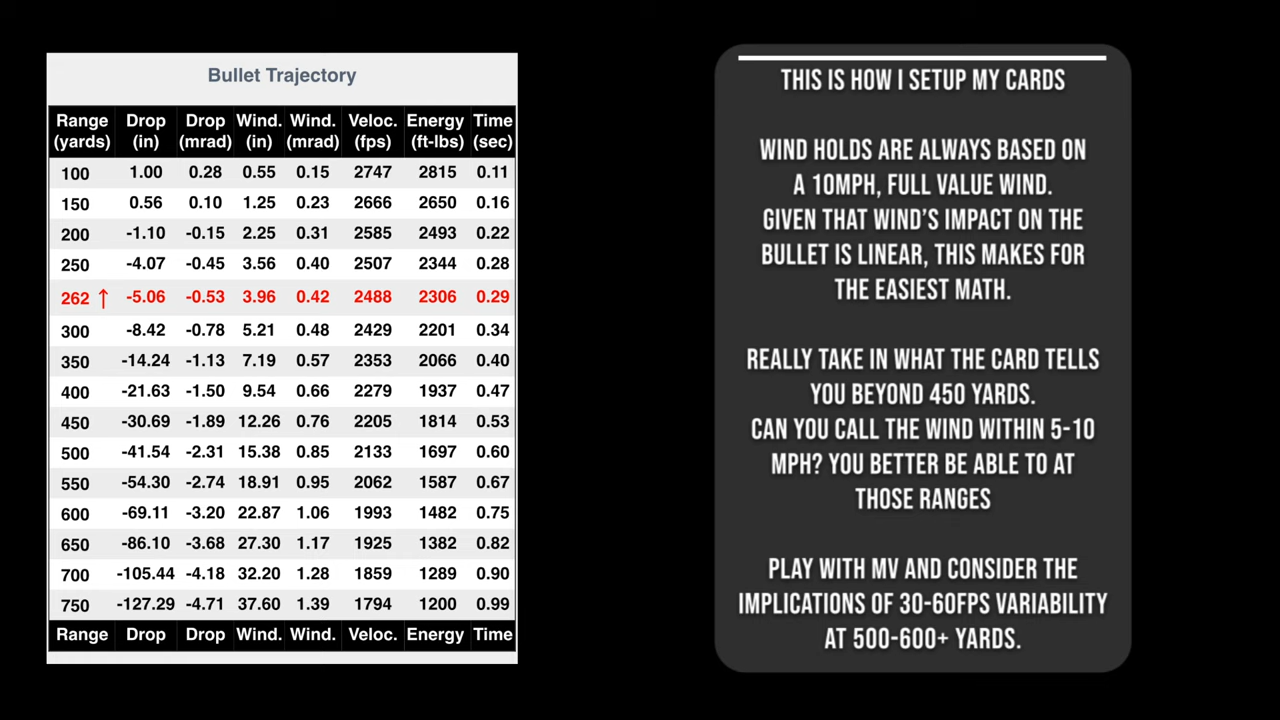 Bullet Trajectory
Range (yards) Drop (in) Drop (mrad) Wind. (in) Wind. (mrad) Veloc. (fps) Energy (ft-lbs) Time (sec)
100 1.00 0.28 0.55 0.15 2747 2815 0.11
150 0.56 0.10 1.25 0.23 2666 2650 0.16
200 -1.10 -0.15 2.25 0.31 2585 2493 0.22
250 -4.07 -0.45 3.56 0.40 2507 2344 0.28
262 ↑ -5.06 -0.53 3.96 0.42 2488 2306 0.29
300 -8.42 -0.78 5.21 0.48 2429 2201 0.34
350 -14.24 -1.13 7.19 0.57 2353 2066 0.40
400 -21.63 -1.50 9.54 0.66 2279 1937 0.47
450 -30.69 -1.89 12.26 0.76 2205 1814 0.53
500 -41.54 -2.31 15.38 0.85 2133 1697 0.60
550 -54.30 -2.74 18.91 0.95 2062 1587 0.67
600 -69.11 -3.20 22.87 1.06 1993 1482 0.75
650 -86.10 -3.68 27.30 1.17 1925 1382 0.82
700 -105.44 -4.18 32.20 1.28 1859 1289 0.90
750 -127.29 -4.71 37.60 1.39 1794 1200 0.99
Range Drop Drop Wind. Wind. Veloc. Energy Time
THIS IS HOW I SETUP MY CARDS
WIND HOLDS ARE ALWAYS BASED ON
A 10MPH, FULL VALUE WIND.
GIVEN THAT WIND'S IMPACT ON THE
BULLET IS LINEAR, THIS MAKES FOR
THE EASIEST MATH.
REALLY TAKE IN WHAT THE CARD TELLS
YOU BEYOND 450 YARDS.
CAN YOU CALL THE WIND WITHIN 5-10
MPH? YOU BETTER BE ABLE TO AT
THOSE RANGES
PLAY WITH MV AND CONSIDER THE
IMPLICATIONS OF 30-60FPS VARIABILITY
AT 500-600+ YARDS.